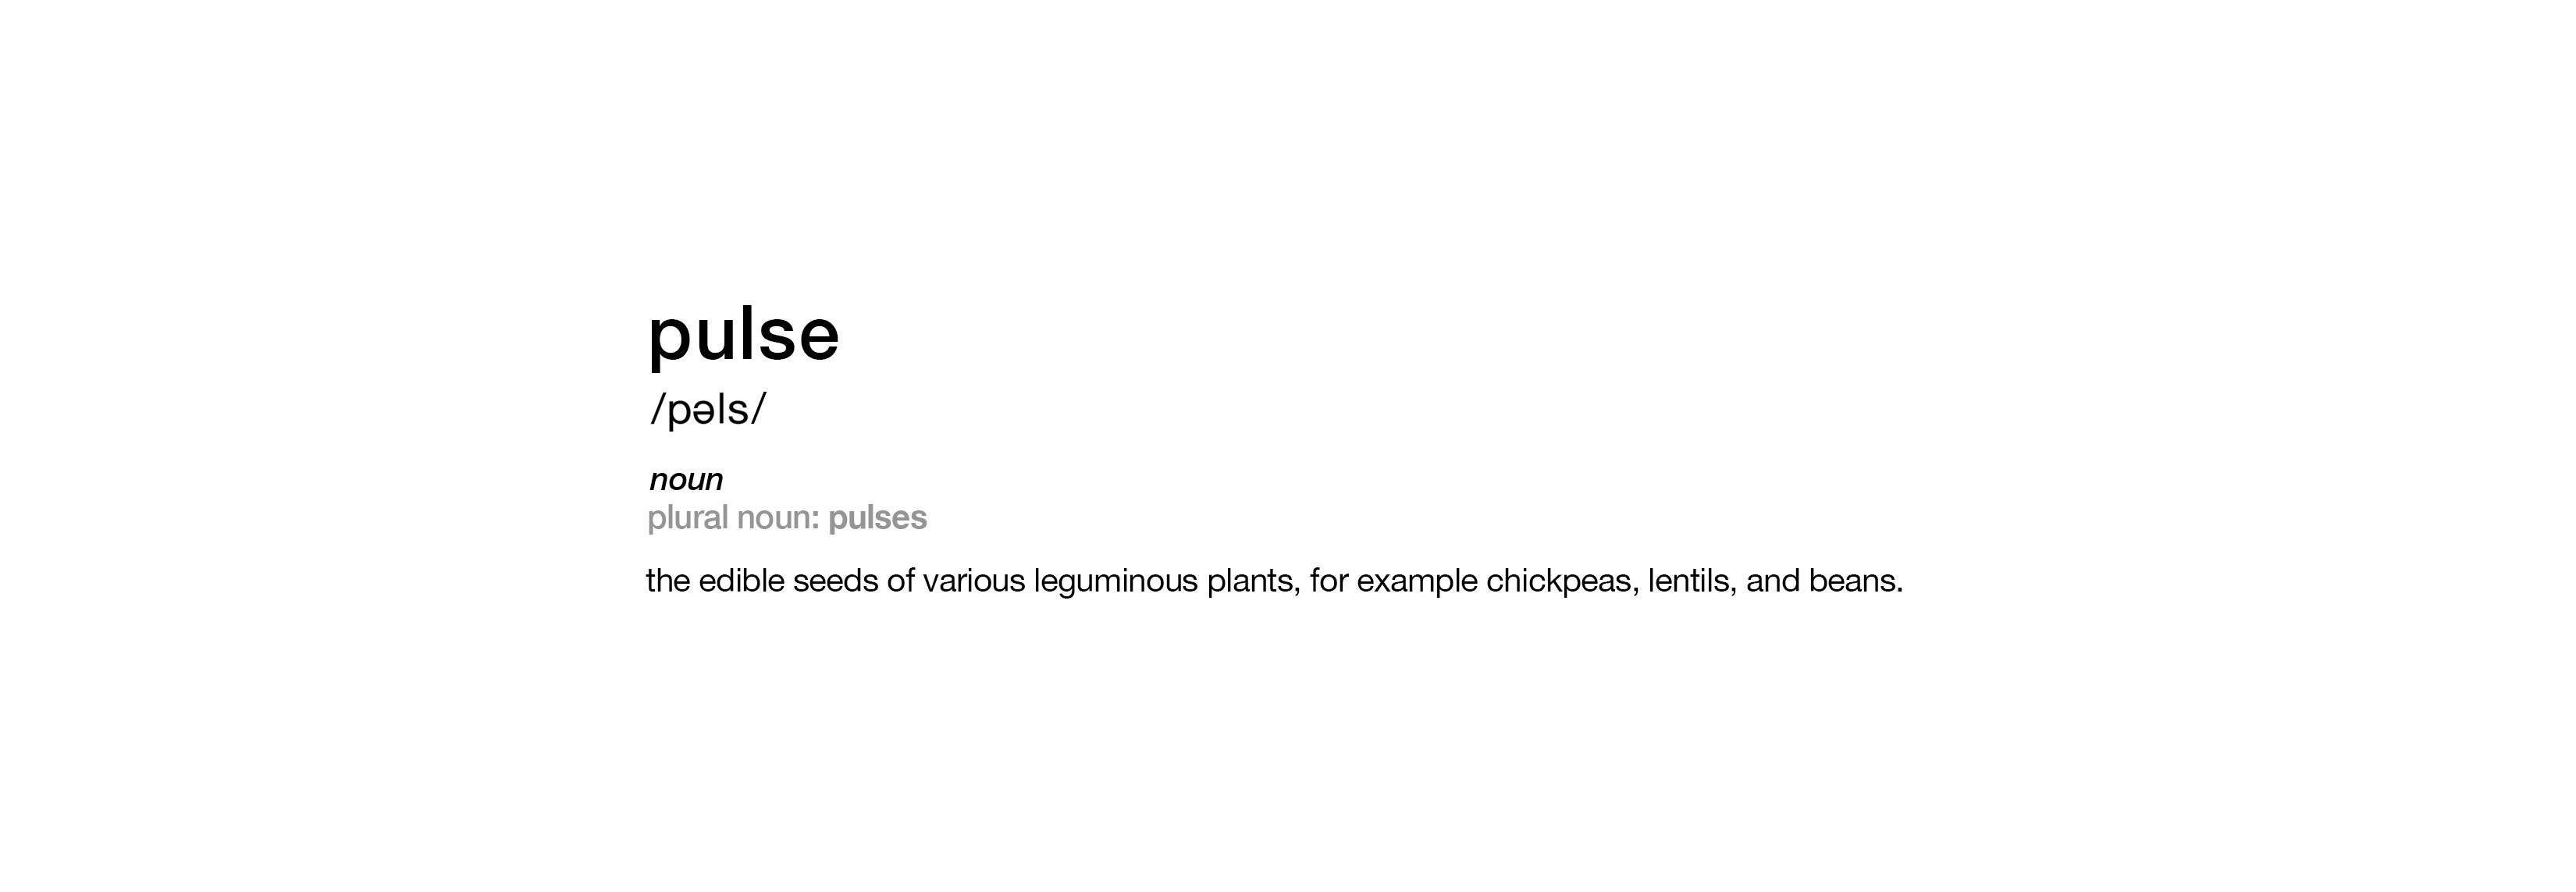 pulse
/pəls/
noun
plural noun: pulses
the edible seeds of various leguminous plants, for example chickpeas, lentils, and beans.